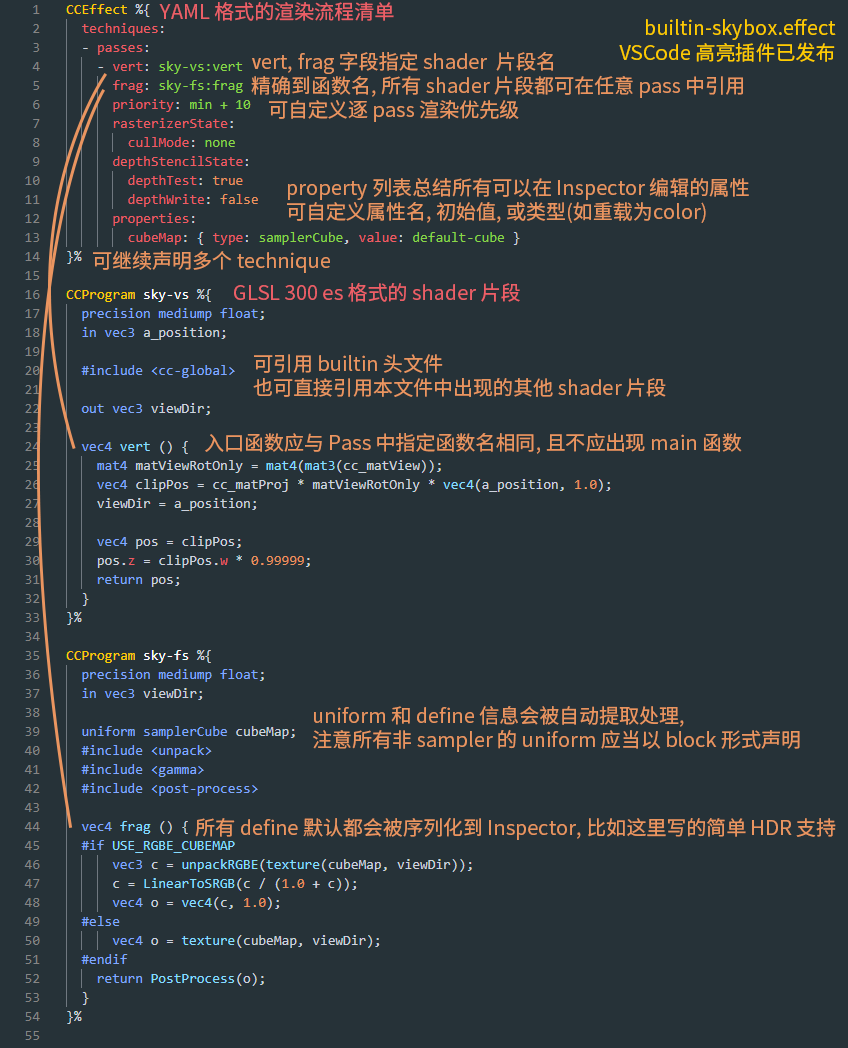 1 CCEffect %{ YAML 格式的渲染流程清单
builtin-skybox.effect
2 techniques:
VSCode 高亮插件已发布
3 - passes:
4 - vert: sky-vs:vert vert, frag 字段指定 shader 片段名
5 frag: sky-fs:frag 精确到函数名, 所有 shader 片段都可在任意 pass 中引用
6 priority: min + 10 可自定义逐 pass 渲染优先级
7 rasterizerState:
8 cullMode: none
9 depthStencilState:
10 depthTest: true property 列表总结所有可以在 Inspector 编辑的属性
11 depthWrite: false
12 properties: 可自定义属性名, 初始值, 或类型(如重载为color)
13 cubeMap: { type: samplerCube, value: default-cube }
14 }% 可继续声明多个 technique
15
16 CCProgram sky-vs %{ GLSL 300 es 格式的 shader 片段
17 precision mediump float;
18 in vec3 a_position;
19
20 #include <cc-global> 可引用 builtin 头文件
21 也可直接引用本文件中出现的其他 shader 片段
22 out vec3 viewDir;
23
24 vec4 vert () { 入口函数应与 Pass 中指定函数名相同, 且不应出现 main 函数
25 mat4 matViewRotOnly = mat4(mat3(cc_matView));
26 vec4 clipPos = cc_matProj * matViewRotOnly * vec4(a_position, 1.0);
27 viewDir = a_position;
28
29 vec4 pos = clipPos;
30 pos.z = clipPos.w * 0.99999;
31 return pos;
32 }
33 }%
34
35 CCProgram sky-fs %{
36 precision mediump float;
37 in vec3 viewDir;
38 uniform 和 define 信息会被自动提取处理,
39 uniform samplerCube cubeMap; 注意所有非 sampler 的 uniform 应当以 block 形式声明
40 #include <unpack>
41 #include <gamma>
42 #include <post-process>
43
44 vec4 frag () { 所有 define 默认都会被序列化到 Inspector, 比如这里写的简单 HDR 支持
45 #if USE_RGBE_CUBEMAP
46 vec3 c = unpackRGBE(texture(cubeMap, viewDir));
47 c = LinearToSRGB(c / (1.0 + c));
48 vec4 o = vec4(c, 1.0);
49 #else
50 vec4 o = texture(cubeMap, viewDir);
51 #endif
52 return PostProcess(o);
53 }
54 }%
55